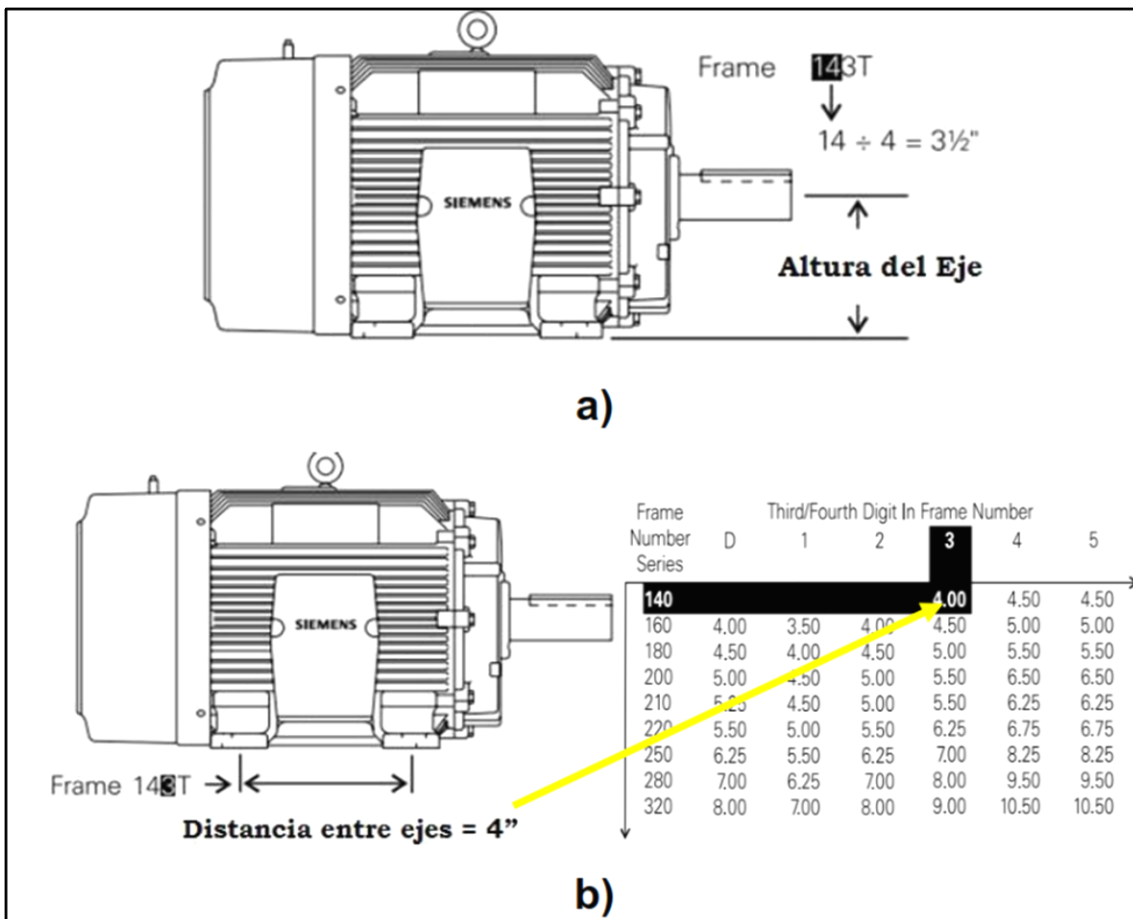 Frame 143T
14 ÷ 4 = 3½"
SIEMENS
Altura del Eje
a)
Frame Third/Fourth Digit In Frame Number
Number D 1 2 3 4 5
Series
140 4.00 4.50 4.50
160 4.00 3.50 4.00 4.50 5.00 5.00
180 4.50 4.00 4.50 5.00 5.50 5.50
200 5.00 4.50 5.00 5.50 6.50 6.50
210 5.25 4.50 5.00 5.50 6.25 6.25
220 5.50 5.00 5.50 6.25 6.75 6.75
250 6.25 5.50 6.25 7.00 8.25 8.25
280 7.00 6.25 7.00 8.00 9.50 9.50
320 8.00 7.00 8.00 9.00 10.50 10.50
SIEMENS
Frame 143T
Distancia entre ejes = 4”
b)